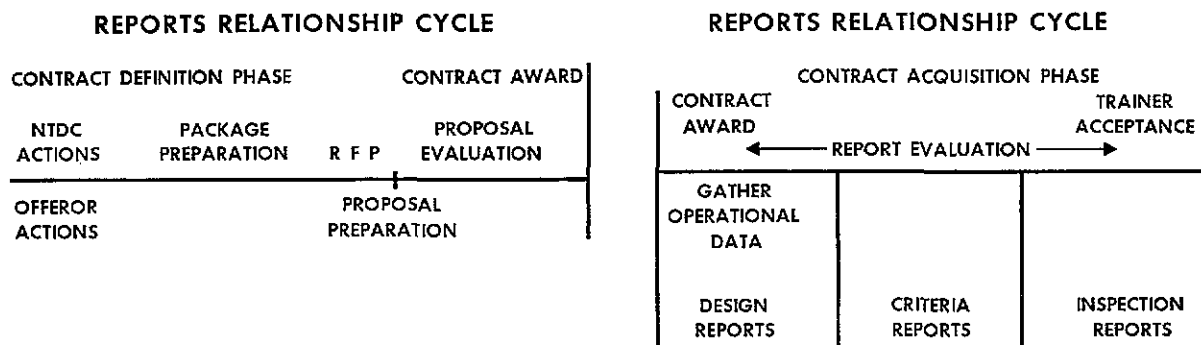 REPORTS RELATIONSHIP CYCLE
CONTRACT DEFINITION PHASE CONTRACT AWARD
NTDC PACKAGE PROPOSAL
ACTIONS PREPARATION R F P EVALUATION
OFFEROR PROPOSAL
ACTIONS PREPARATION
REPORTS RELATIONSHIP CYCLE
CONTRACT ACQUISITION PHASE
CONTRACT TRAINER
AWARD ACCEPTANCE
REPORT EVALUATION
GATHER
OPERATIONAL
DATA
DESIGN CRITERIA INSPECTION
REPORTS REPORTS REPORTS